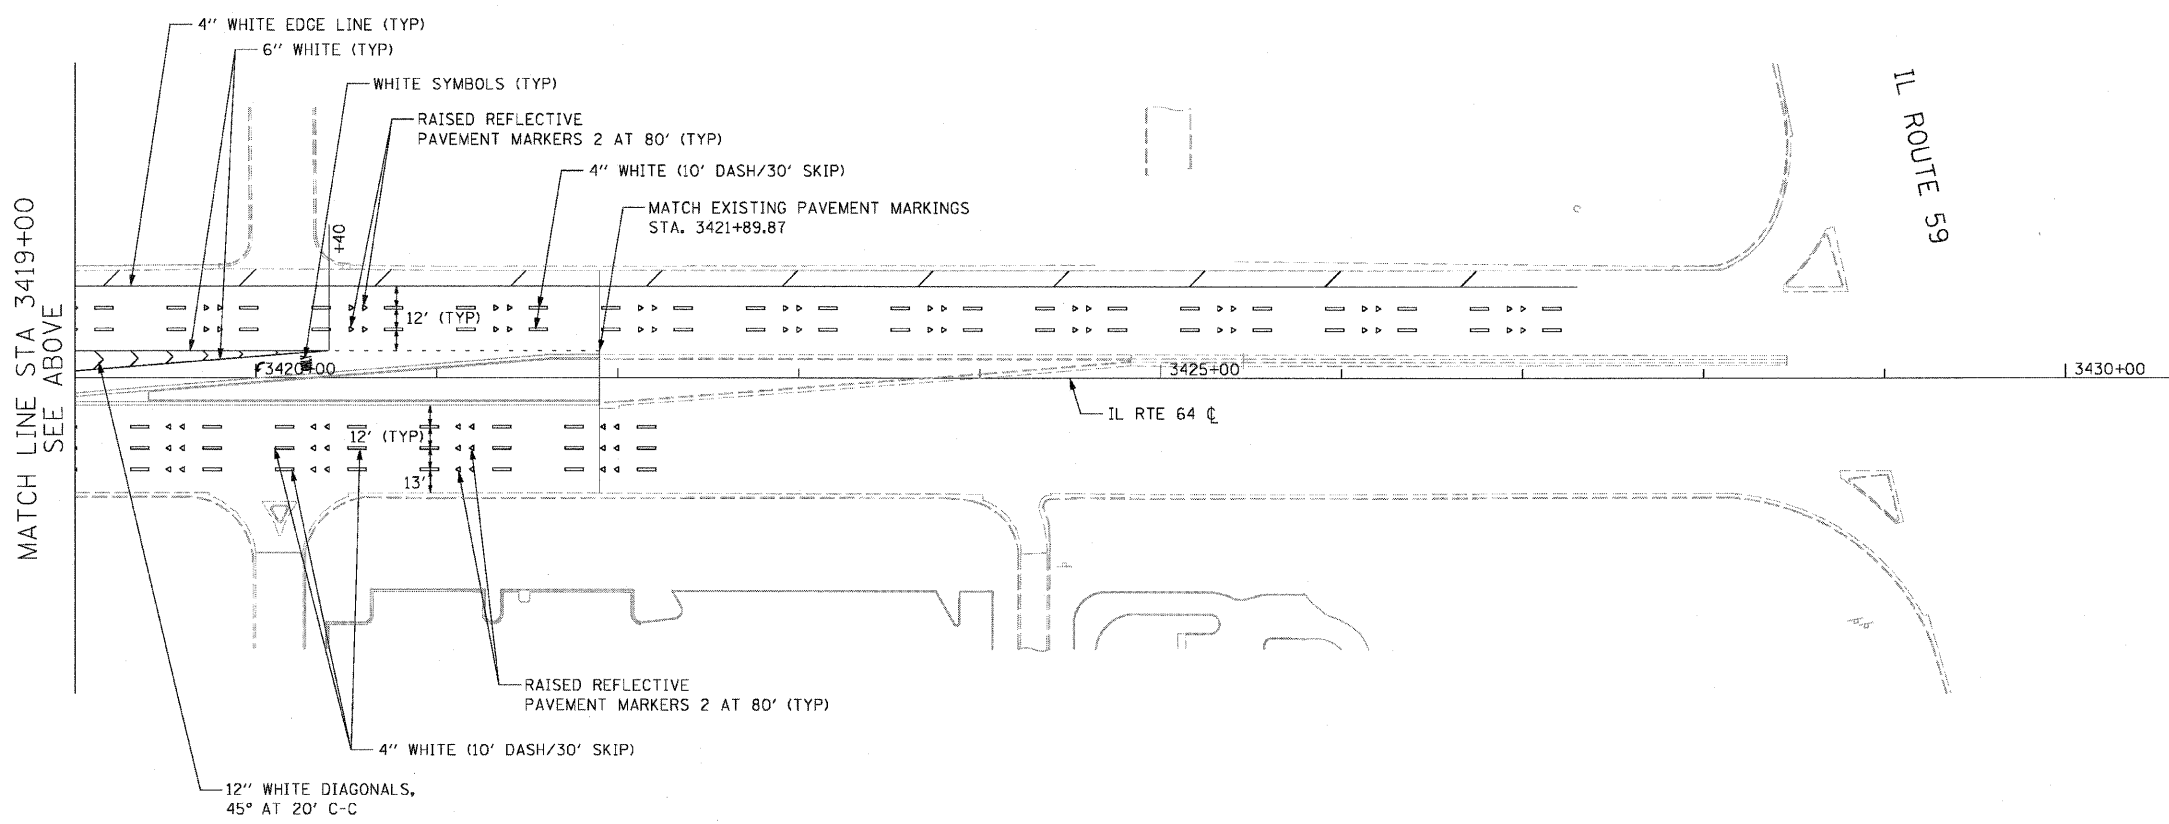 4" WHITE EDGE LINE (TYP)
6" WHITE (TYP)
WHITE SYMBOLS (TYP)
RAISED REFLECTIVE
PAVEMENT MARKERS 2 AT 80' (TYP)
4" WHITE (10' DASH/30' SKIP)
MATCH EXISTING PAVEMENT MARKINGS
STA. 3421+89.87
IL ROUTE 59
+40
MATCH LINE STA 3419+00
SEE ABOVE
12' (TYP)
3420+00
3425+00
3430+00
IL RTE 64 ℄
12' (TYP)
13'
RAISED REFLECTIVE
PAVEMENT MARKERS 2 AT 80' (TYP)
4" WHITE (10' DASH/30' SKIP)
12" WHITE DIAGONALS,
45° AT 20' C-C